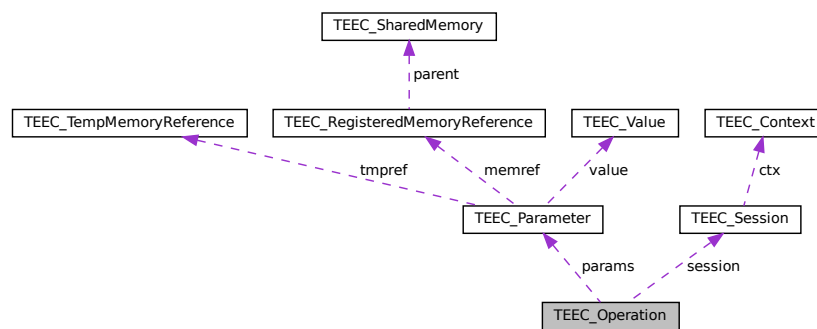 TEEC_SharedMemory
parent
TEEC_TempMemoryReference
TEEC_RegisteredMemoryReference
TEEC_Value
TEEC_Context
tmpref
memref
value
ctx
TEEC_Parameter
TEEC_Session
params
session
TEEC_Operation